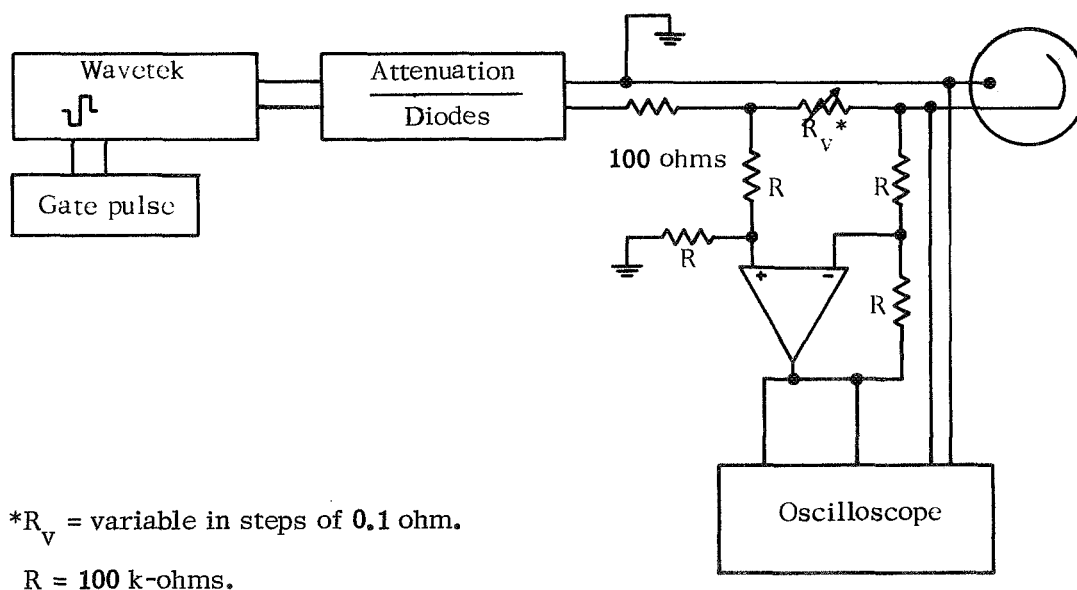 Wavetek
Attenuation
Diodes
Gate pulse
100 ohms
R_v*
R
R
R
R
+
-
Oscilloscope
*R_v = variable in steps of 0.1 ohm.
R = 100 k-ohms.